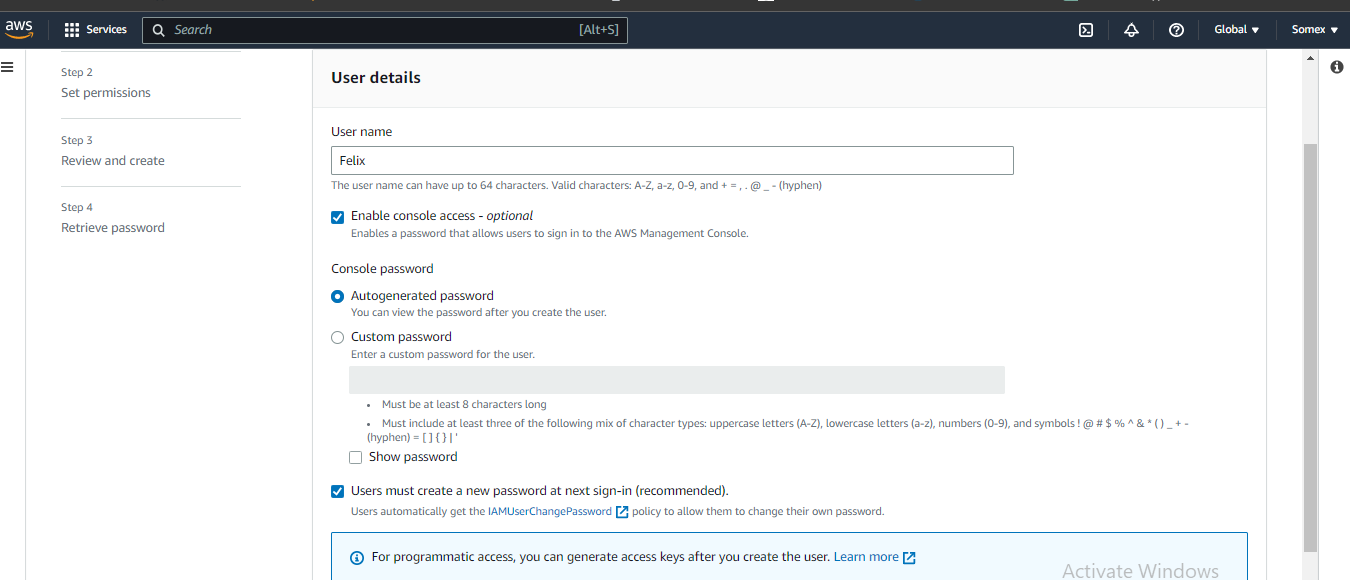 aws
Services
Search
[Alt+S]
Global
Somex
Step 2
Set permissions
Step 3
Review and create
Step 4
Retrieve password
User details
User name
Felix
The user name can have up to 64 characters. Valid characters: A-Z, a-z, 0-9, and + = , . @ _ - (hyphen)
Enable console access - optional
Enables a password that allows users to sign in to the AWS Management Console.
Console password
Autogenerated password
You can view the password after you create the user.
Custom password
Enter a custom password for the user.
• Must be at least 8 characters long
• Must include at least three of the following mix of character types: uppercase letters (A-Z), lowercase letters (a-z), numbers (0-9), and symbols ! @ # $ % ^ & * ( ) _ + -
(hyphen) = [ ] { } | '
Show password
Users must create a new password at next sign-in (recommended).
Users automatically get the IAMUserChangePassword policy to allow them to change their own password.
For programmatic access, you can generate access keys after you create the user. Learn more
Activate Windows